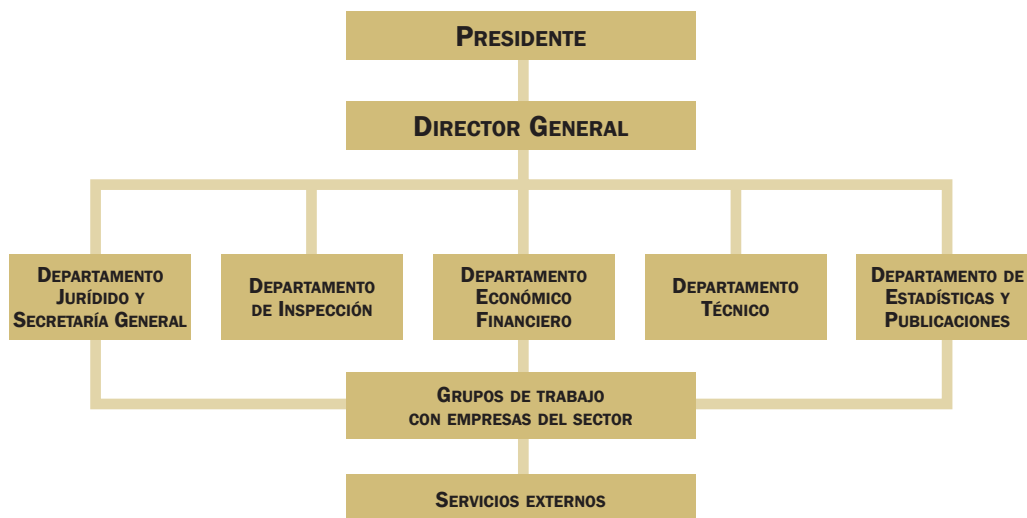 Presidente
Director General
Departamento
Jurídido y
Secretaría General
Departamento
de Inspección
Departamento
Económico
Financiero
Departamento
Técnico
Departamento de
Estadísticas y
Publicaciones
Grupos de trabajo
con empresas del sector
Servicios externos